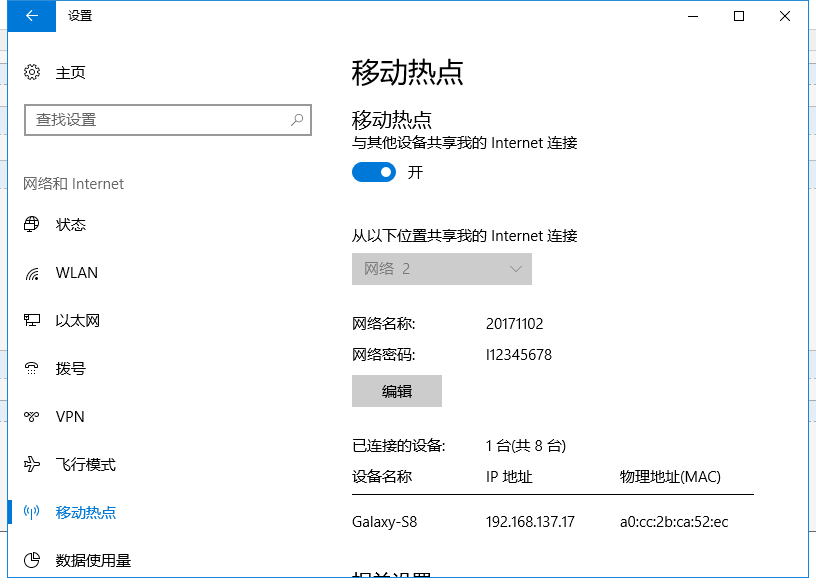 设置
主页
查找设置
网络和 Internet
状态
WLAN
以太网
拨号
VPN
飞行模式
移动热点
数据使用量
移动热点
移动热点
与其他设备共享我的 Internet 连接
开
从以下位置共享我的 Internet 连接
网络 2
网络名称: 20171102
网络密码: l12345678
编辑
已连接的设备: 1 台(共 8 台)
设备名称 IP 地址 物理地址(MAC)
Galaxy-S8 192.168.137.17 a0:cc:2b:ca:52:ec
相关设置